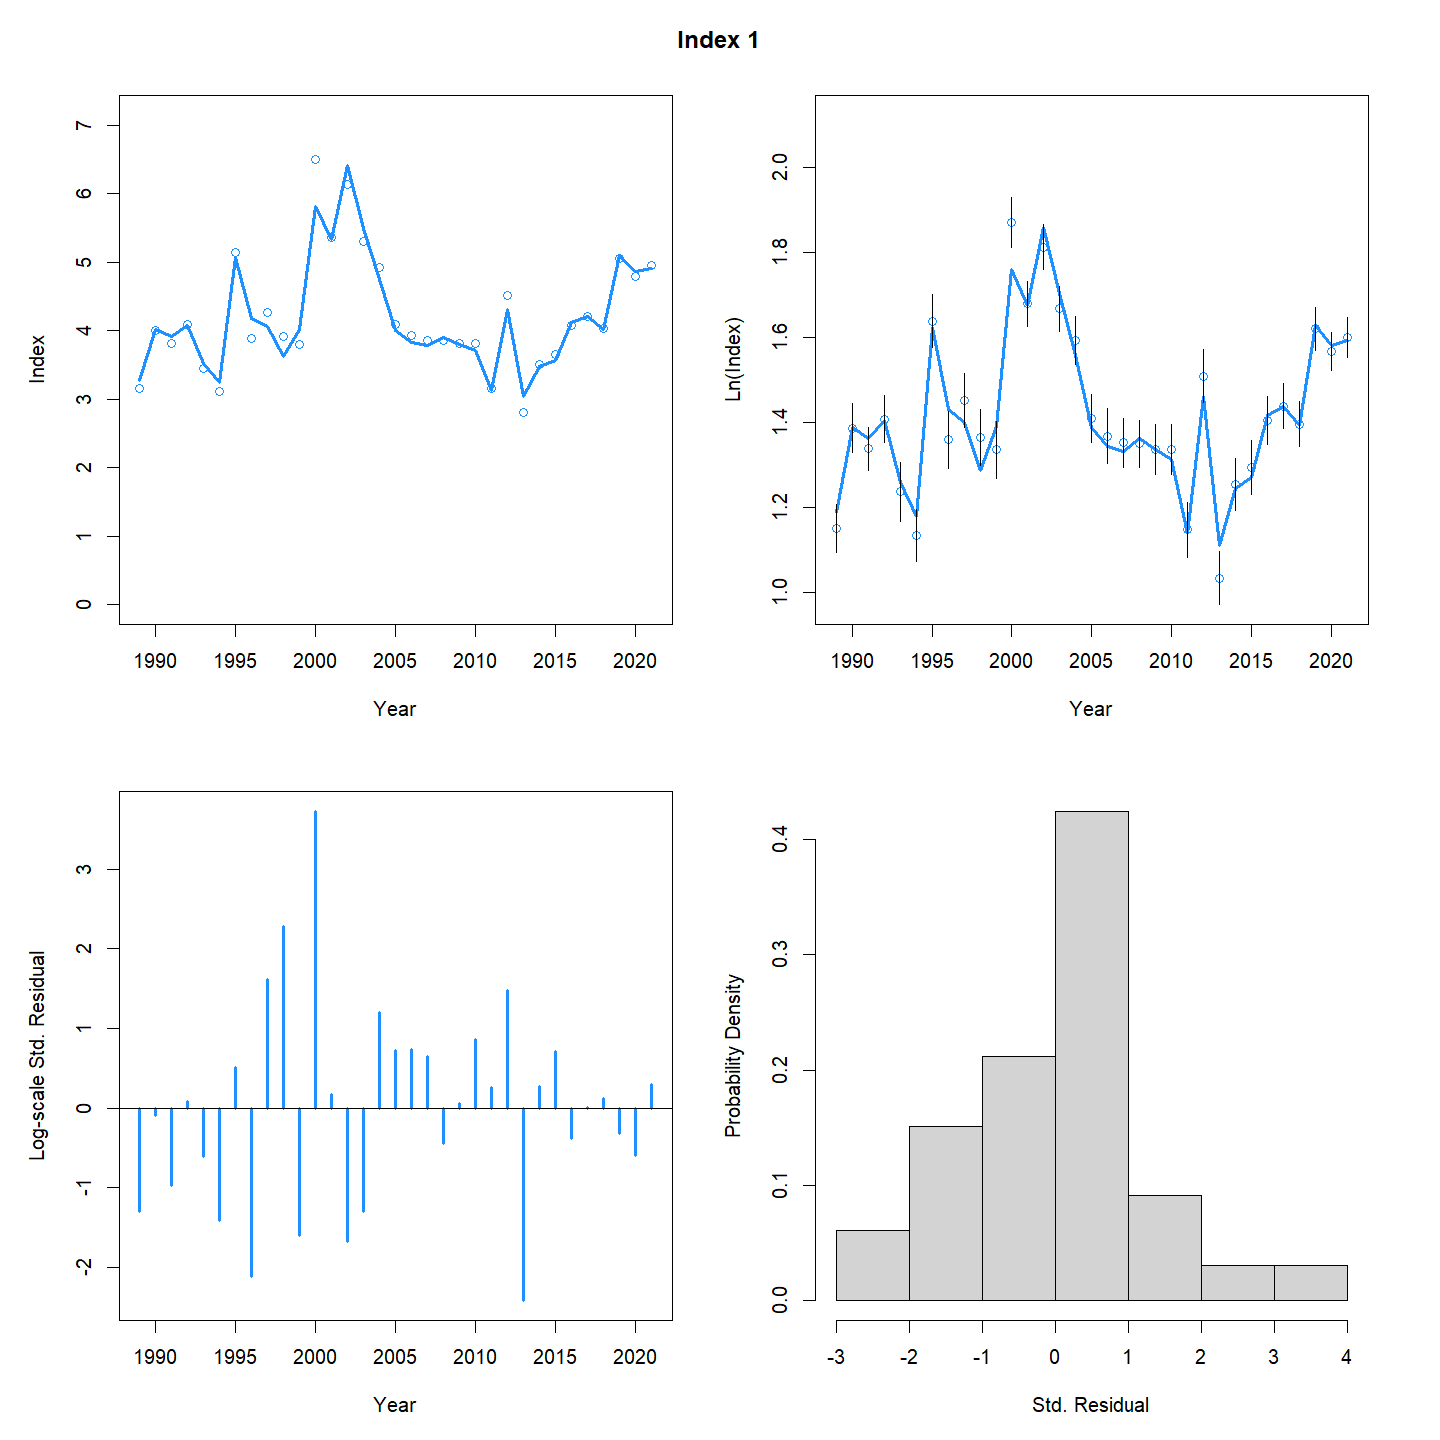 Index 1
Index
7
6
5
4
3
2
1
0
1990 1995 2000 2005 2010 2015 2020
Year
Ln(Index)
2.0
1.8
1.6
1.4
1.2
1.0
1990 1995 2000 2005 2010 2015 2020
Year
Log-scale Std. Residual
3
2
1
0
-1
-2
1990 1995 2000 2005 2010 2015 2020
Year
Probability Density
0.4
0.3
0.2
0.1
0.0
-3 -2 -1 0 1 2 3 4
Std. Residual